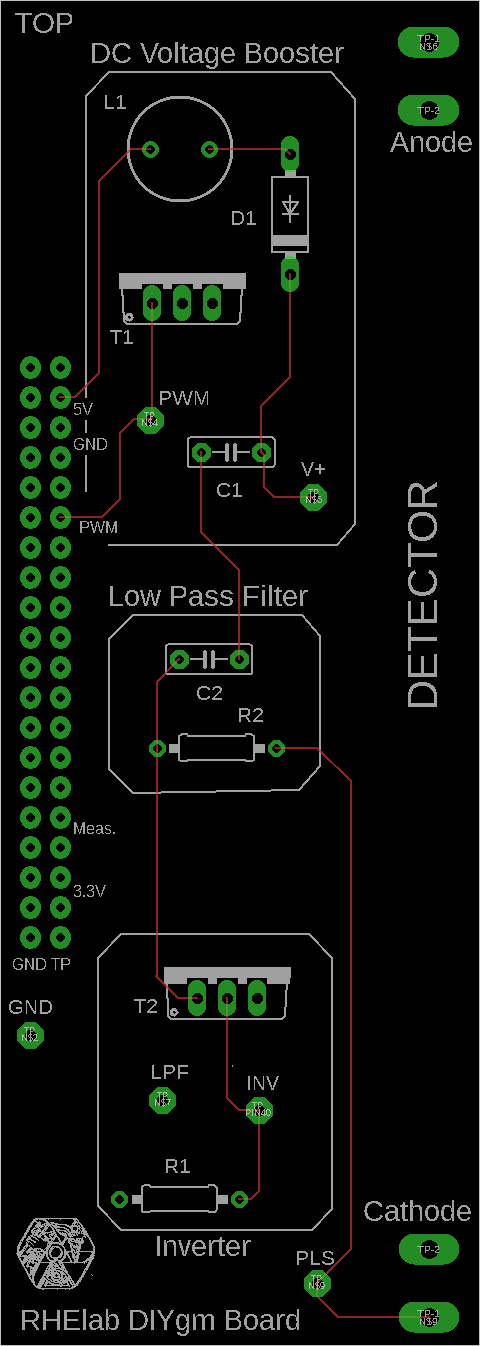 TOP
TP-1
N$6
DC Voltage Booster
L1
TP-2
Anode
D1
T1
PWM
TP
N$4
5V
GND
C1
V+
TP
N$3
PWM
DETECTOR
Low Pass Filter
C2
R2
Meas.
3.3V
GND TP
GND
TP
N$2
T2
LPF
TP
N$7
INV
TP
PIN40
R1
Cathode
Inverter
TP-2
PLS
TP
N$9
TP-1
N$9
RHElab DIYgm Board